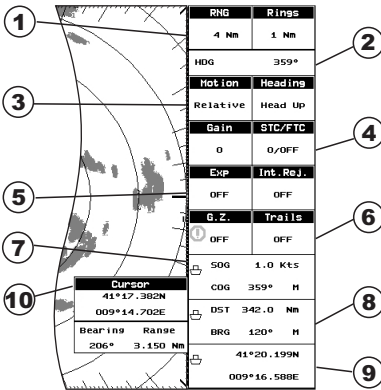 RNG Rings
4 Nm 1 Nm
1
HDG 359°
2
Motion Heading
Relative Head Up
3
Gain STC/FTC
0 0/OFF
4
Exp Int.Rej.
OFF OFF
5
G.Z. Trails
OFF OFF
6
7
SOG 1.0 Kts
COG 359° M
10
Cursor
41°17.382N
009°14.702E
Bearing Range
206° 3.150 Nm
DST 342.0 Nm
BRG 120° M
8
41°20.199N
009°16.588E
9